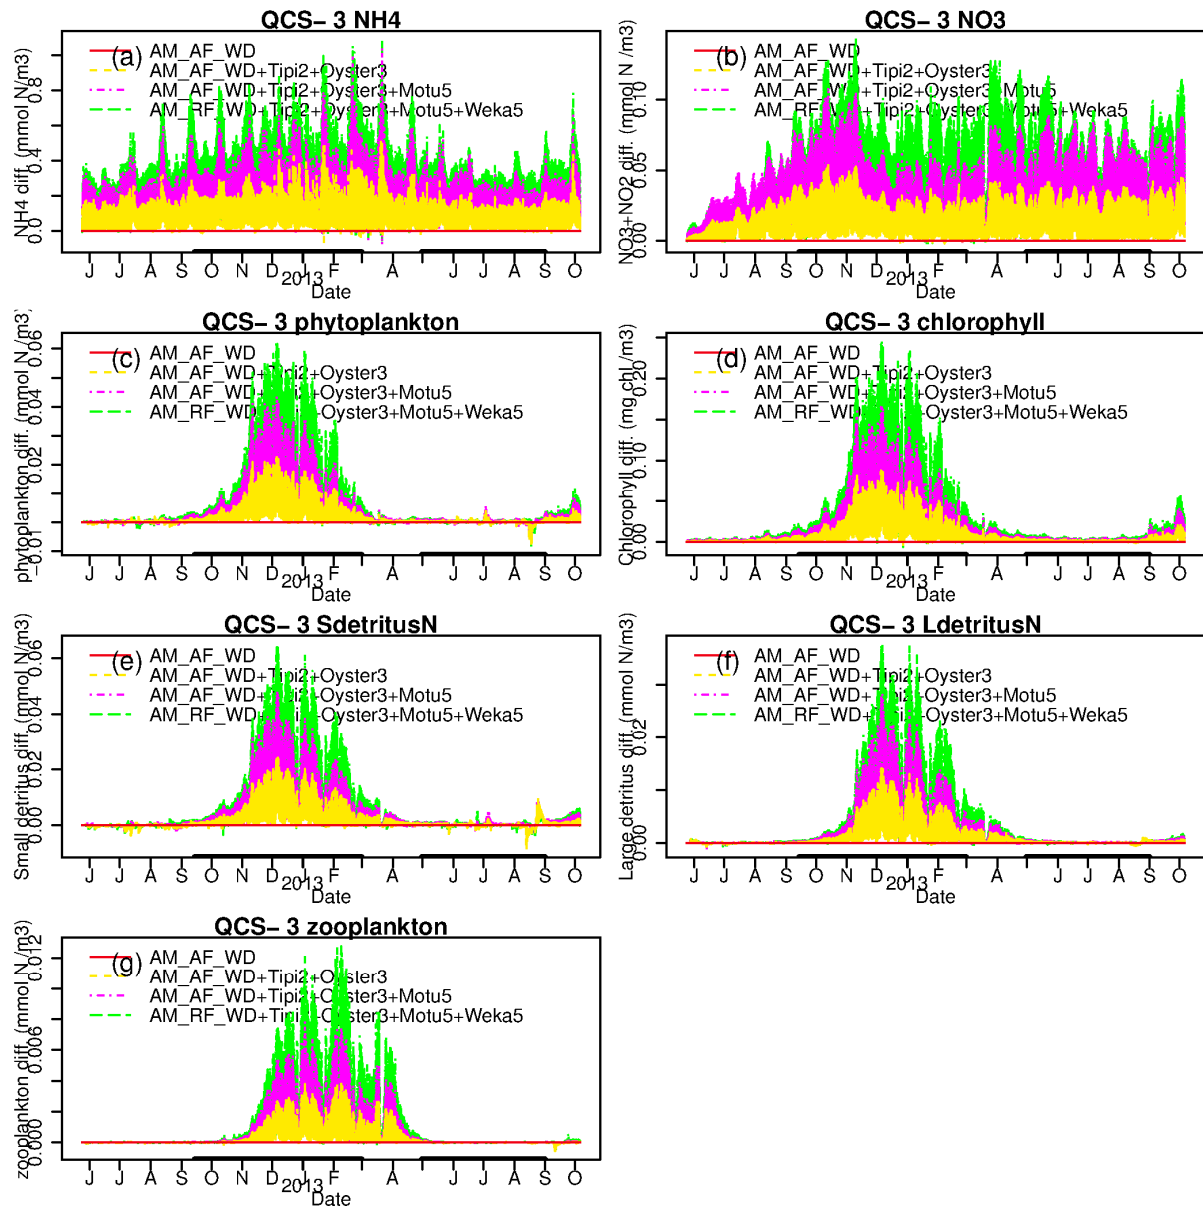 QCS- 3 NH4
(a)
AM_AF_WD
AM_AF_WD+Tipi2+Oyster3
AM_AF_WD+Tipi2+Oyster3+Motu5
AM_RF_WD+Tipi2+Oyster3+Motu5+Weka5
NH4 diff. (mmol N/m3)
0.0 0.4 0.8
J J A S O N D F A J J A S O
2013
Date
QCS- 3 NO3
(b)
AM_AF_WD
AM_AF_WD+Tipi2+Oyster3
AM_AF_WD+Tipi2+Oyster3+Motu5
AM_RF_WD+Tipi2+Oyster3+Motu5+Weka5
NO3+NO2 diff. (mmol N /m3)
0.00 0.05 0.10
J J A S O N D F A J J A S O
2013
Date
QCS- 3 phytoplankton
(c)
AM_AF_WD
AM_AF_WD+Tipi2+Oyster3
AM_AF_WD+Tipi2+Oyster3+Motu5
AM_RF_WD+Tipi2+Oyster3+Motu5+Weka5
phytoplankton diff. (mmol N /m3)
-0.01 0.02 0.04 0.06
J J A S O N D F A J J A S O
2013
Date
QCS- 3 chlorophyll
(d)
AM_AF_WD
AM_AF_WD+Tipi2+Oyster3
AM_AF_WD+Tipi2+Oyster3+Motu5
AM_RF_WD+Tipi2+Oyster3+Motu5+Weka5
Chlorophyll diff. (mg chl /m3)
0.00 0.10 0.20
J J A S O N D F A J J A S O
2013
Date
QCS- 3 SdetritusN
(e)
AM_AF_WD
AM_AF_WD+Tipi2+Oyster3
AM_AF_WD+Tipi2+Oyster3+Motu5
AM_RF_WD+Tipi2+Oyster3+Motu5+Weka5
Small detritus diff. (mmol N/m3)
0.00 0.02 0.04 0.06
J J A S O N D F A J J A S O
2013
Date
QCS- 3 LdetritusN
(f)
AM_AF_WD
AM_AF_WD+Tipi2+Oyster3
AM_AF_WD+Tipi2+Oyster3+Motu5
AM_RF_WD+Tipi2+Oyster3+Motu5+Weka5
Large detritus diff. (mmol N/m3)
0.00 0.02
J J A S O N D F A J J A S O
2013
Date
QCS- 3 zooplankton
(g)
AM_AF_WD
AM_AF_WD+Tipi2+Oyster3
AM_AF_WD+Tipi2+Oyster3+Motu5
AM_RF_WD+Tipi2+Oyster3+Motu5+Weka5
zooplankton diff. (mmol N/m3)
0.000 0.006 0.012
J J A S O N D F A J J A S O
2013
Date